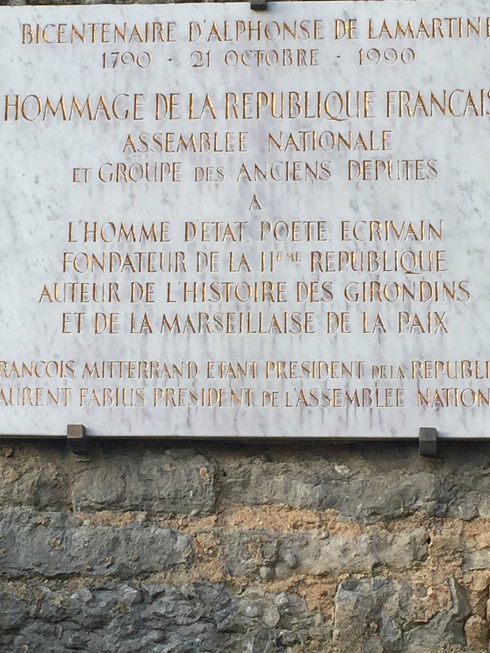 BICENTENAIRE D'ALPHONSE DE LAMARTINE
1790 - 21 OCTOBRE - 1990
HOMMAGE DE LA REPUBLIQUE FRANCAIS
ASSEMBLEE NATIONALE
ET GROUPE DES ANCIENS DEPUTES
A
L'HOMME D'ETAT, POETE, ECRIVAIN
FONDATEUR DE LA IIEME REPUBLIQUE
AUTEUR DE L'HISTOIRE DES GIRONDINS
ET DE LA MARSEILLAISE DE LA PAIX
RANCOIS MITTERRAND ETANT PRESIDENT DE LA REPUBLI
AURENT FABIUS PRESIDENT DE L'ASSEMBLEE NATION